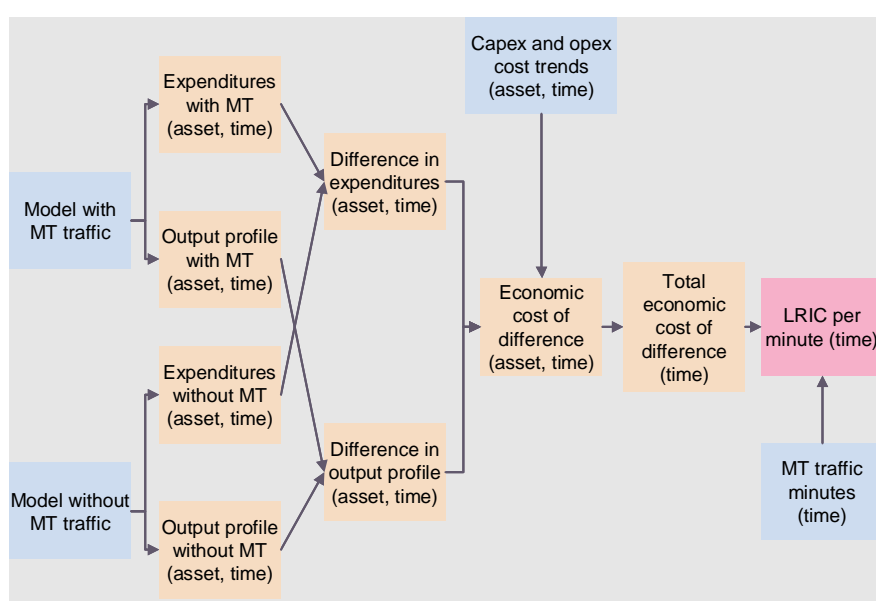 Capex and opex
cost trends
(asset, time)
Expenditures
with MT
(asset, time)
Difference in
expenditures
(asset, time)
Model with
MT traffic
Output profile
with MT
(asset, time)
Economic
cost of
difference
(asset, time)
Total
economic
cost of
difference
(time)
LRIC per
minute (time)
Expenditures
without MT
(asset, time)
Difference in
output profile
(asset, time)
MT traffic
minutes
(time)
Model without
MT traffic
Output profile
without MT
(asset, time)